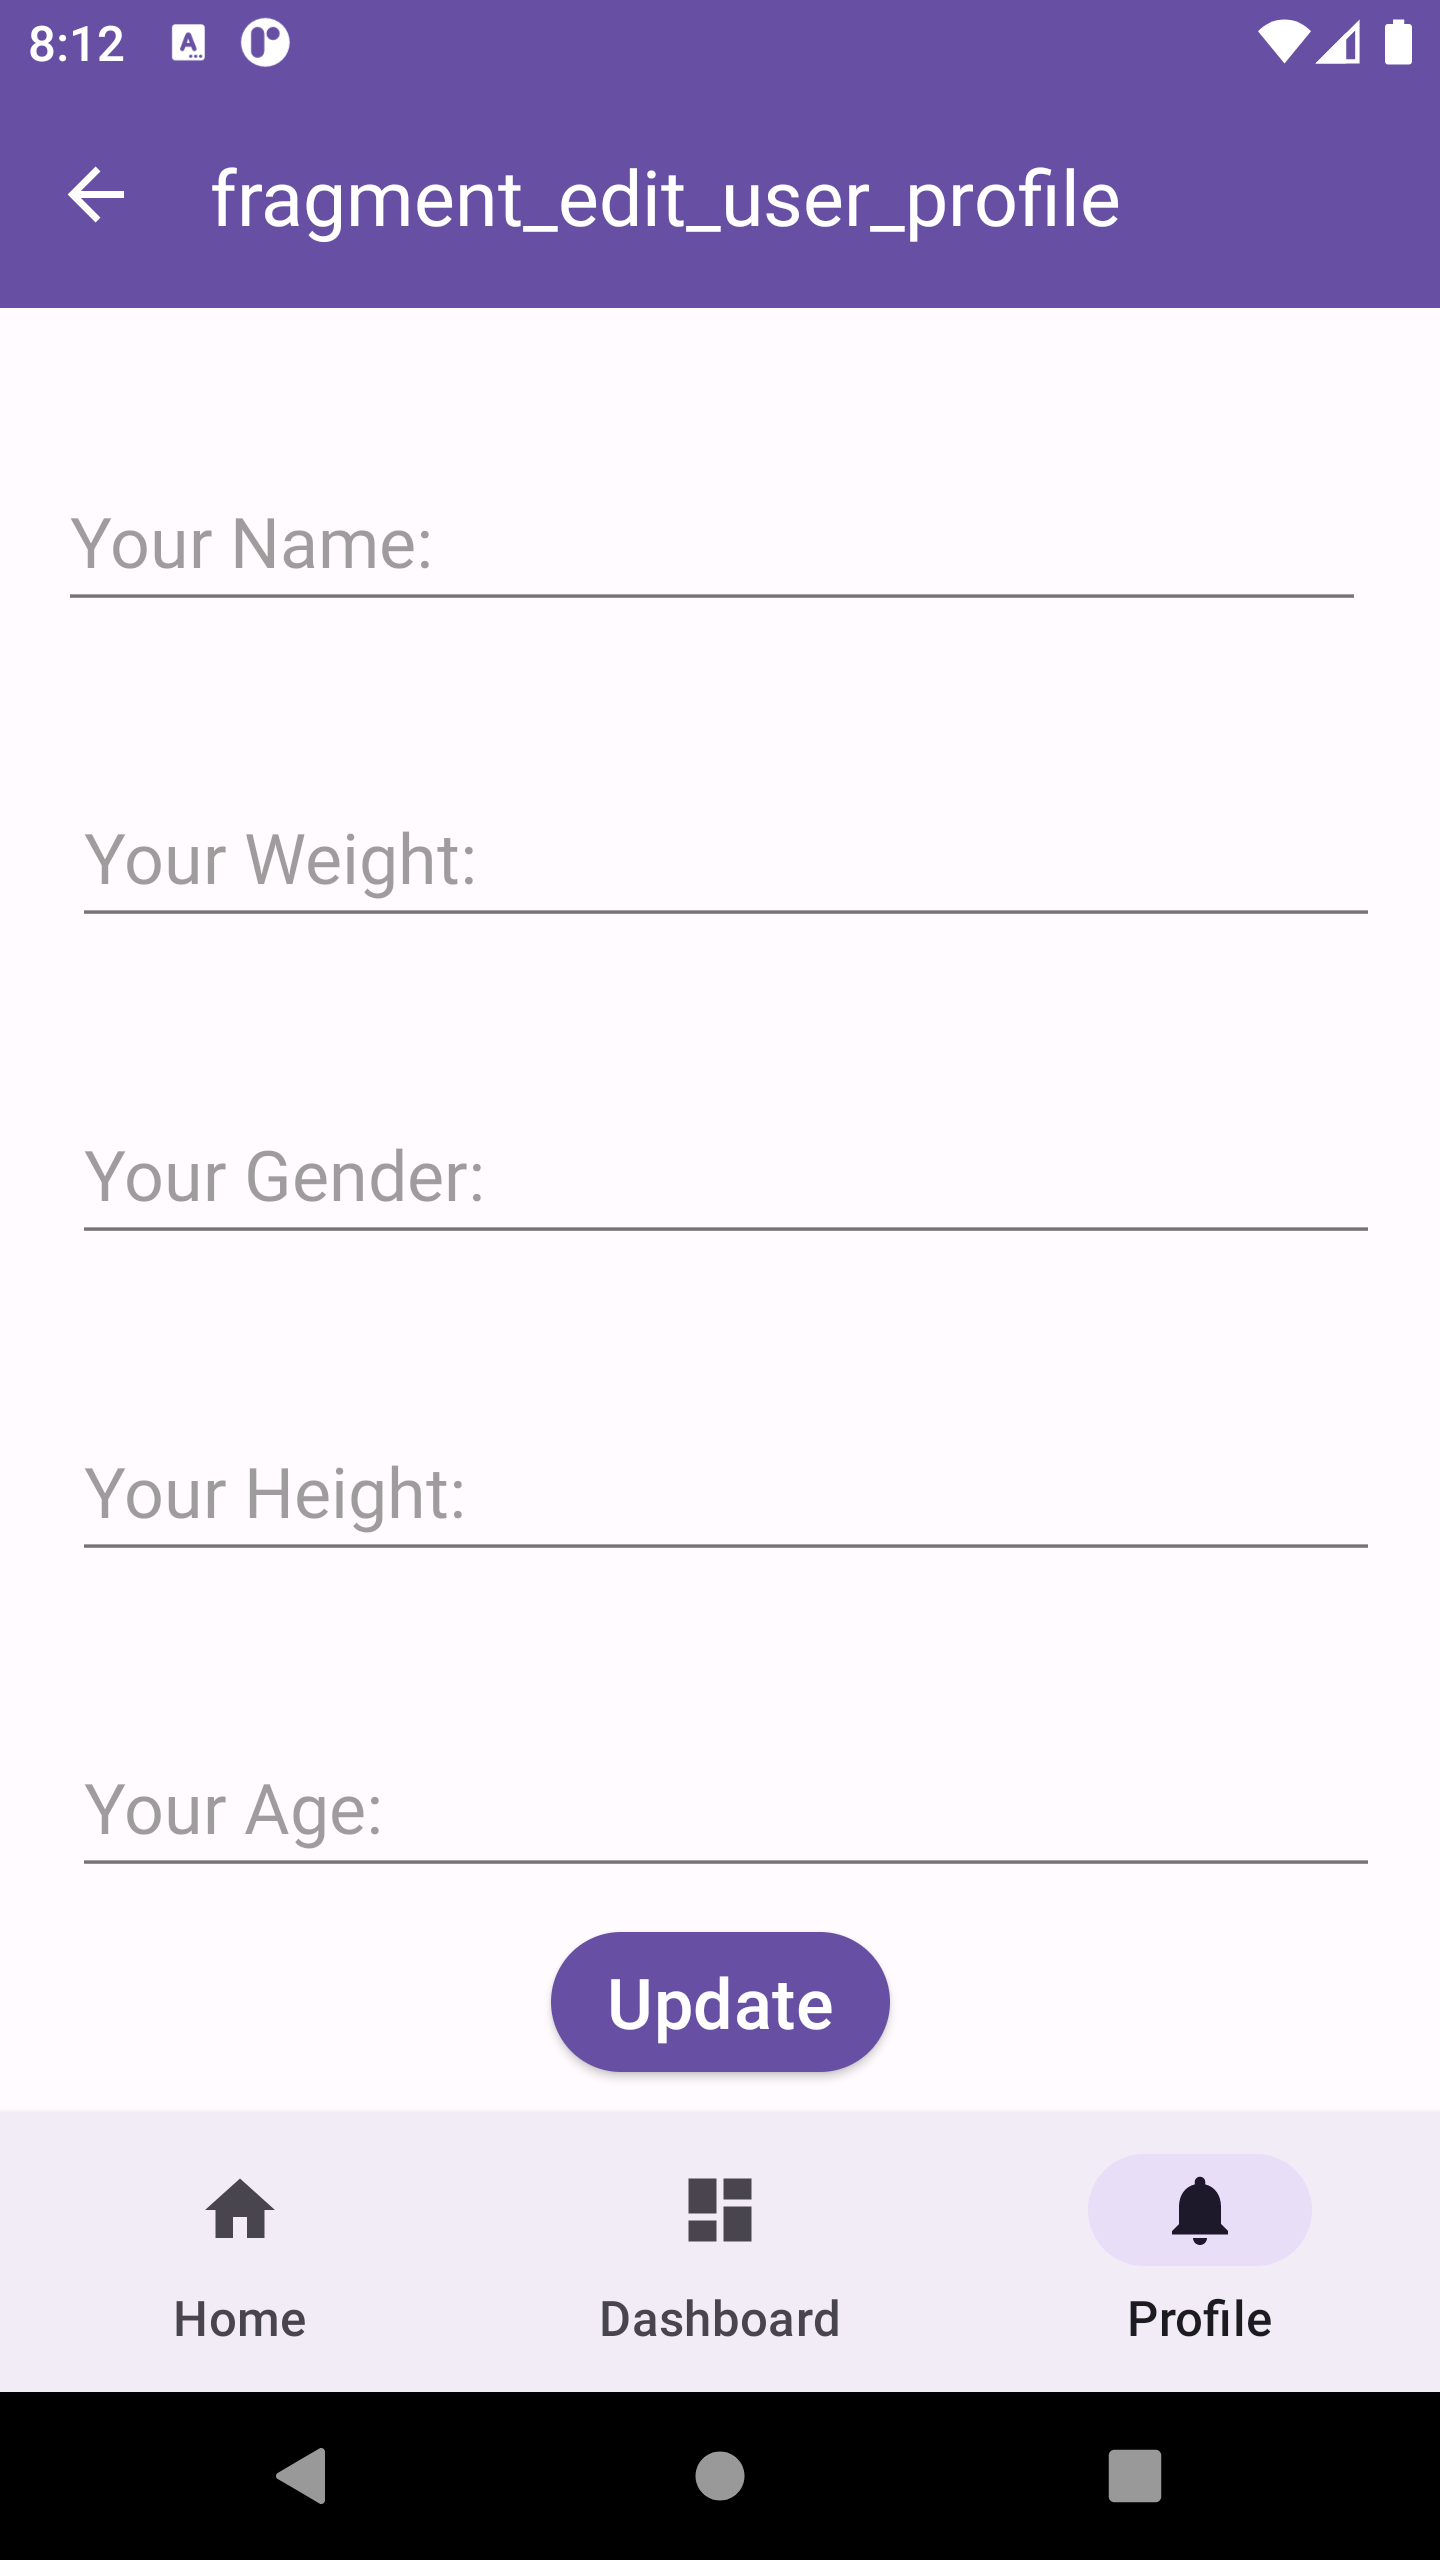 8:12
fragment_edit_user_profile
Your Name:
Your Weight:
Your Gender:
Your Height:
Your Age:
Update
Home Dashboard Profile